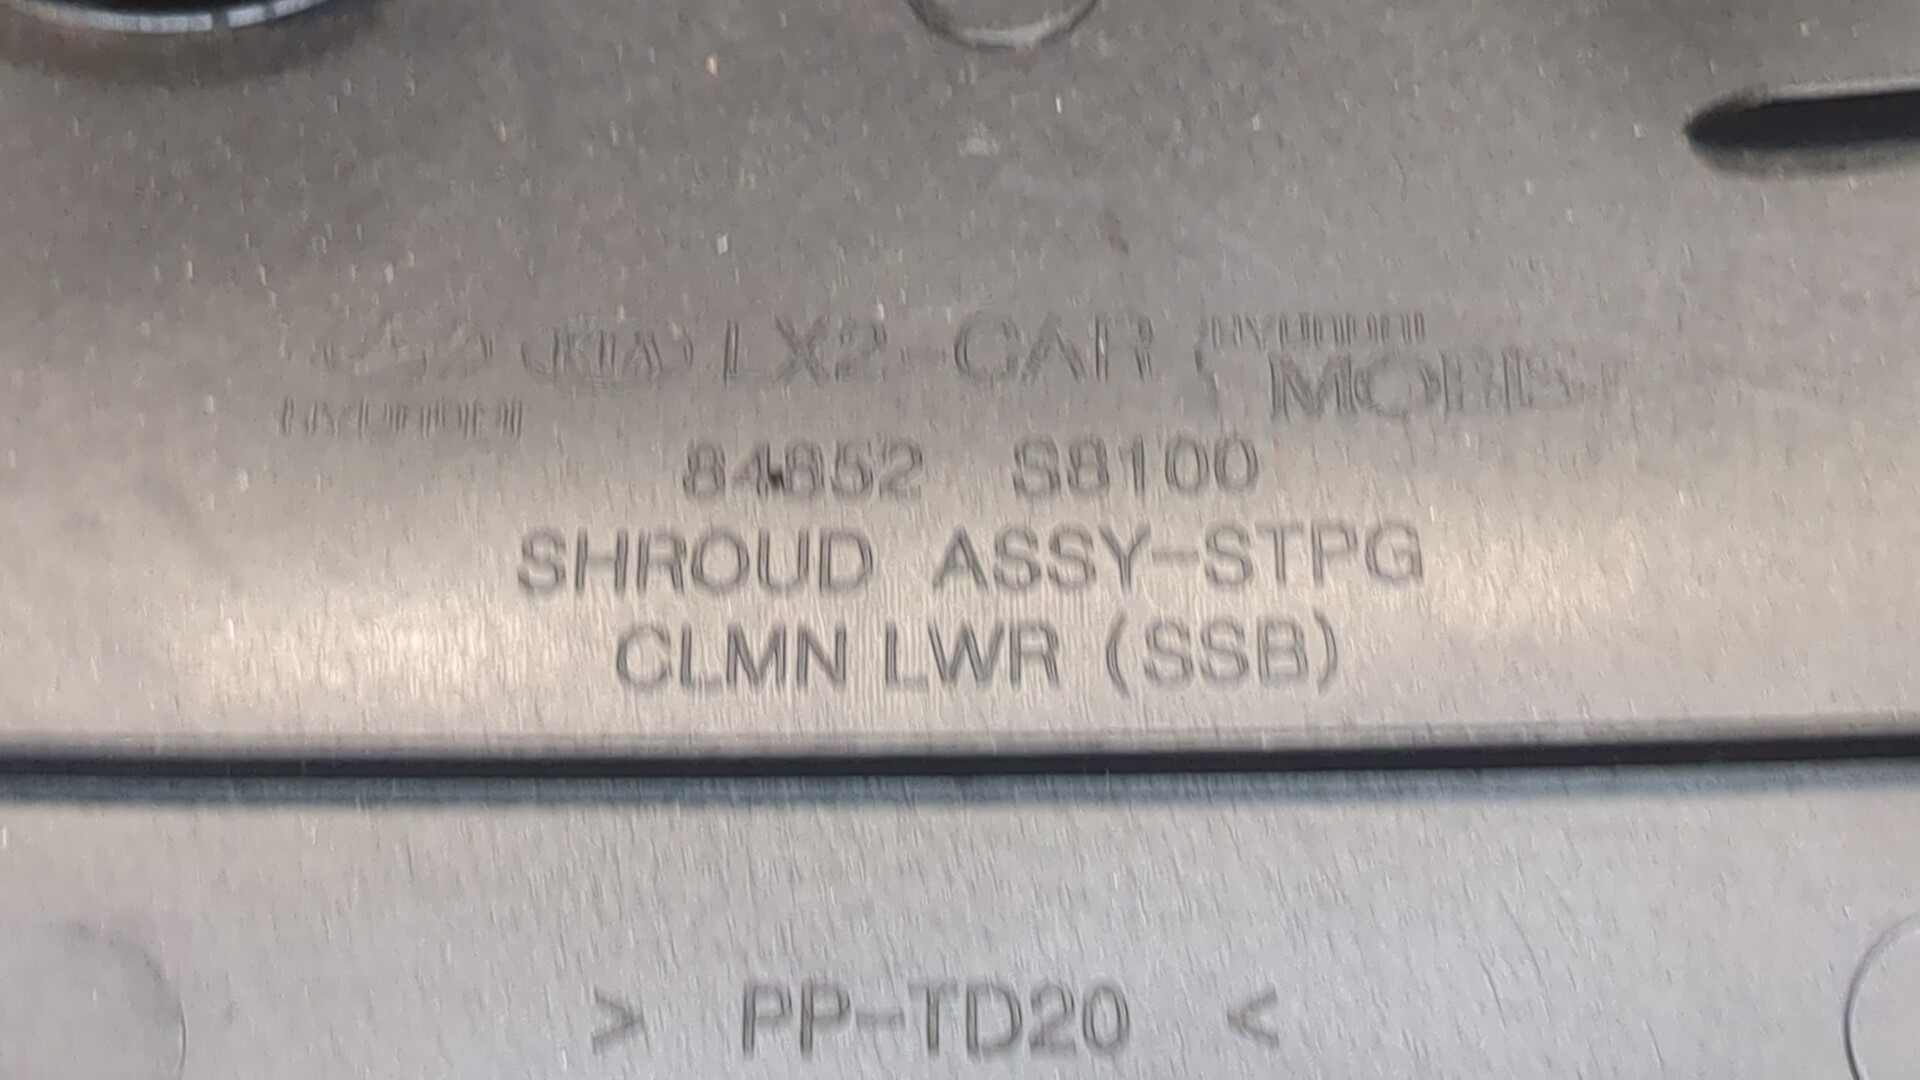 HYUNDAI KIA LX2-CAR HYUNDAI MOBIS
84852 S8100
SHROUD ASSY-STPG
CLMN LWR (SSB)
> PP-TD20 <